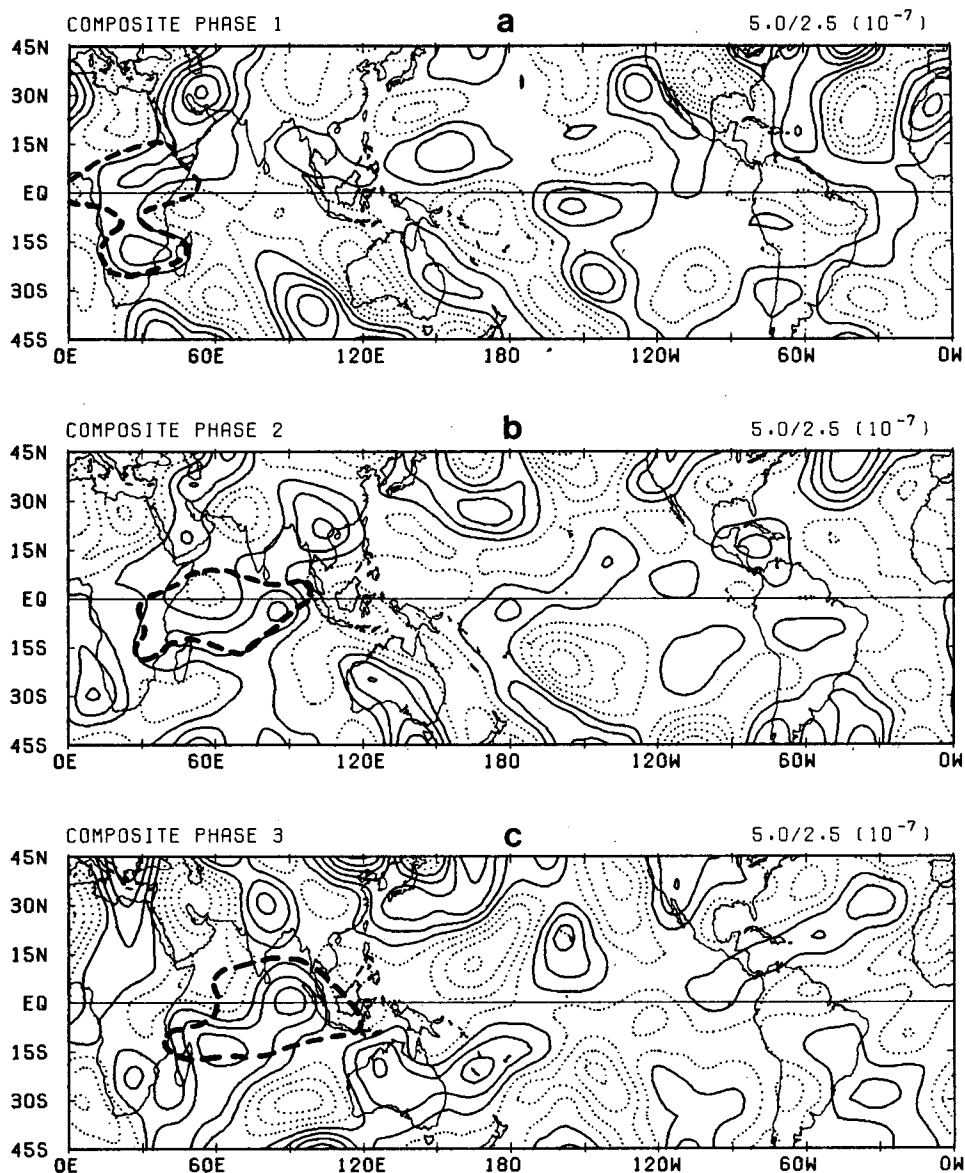 COMPOSITE PHASE 1 a 5.0/2.5 (10⁻⁷)
45N
30N
15N
EQ
15S
30S
45S
0E 60E 120E 180 120W 60W 0W
COMPOSITE PHASE 2 b 5.0/2.5 (10⁻⁷)
45N
30N
15N
EQ
15S
30S
45S
0E 60E 120E 180 120W 60W 0W
COMPOSITE PHASE 3 c 5.0/2.5 (10⁻⁷)
45N
30N
15N
EQ
15S
30S
45S
0E 60E 120E 180 120W 60W 0W